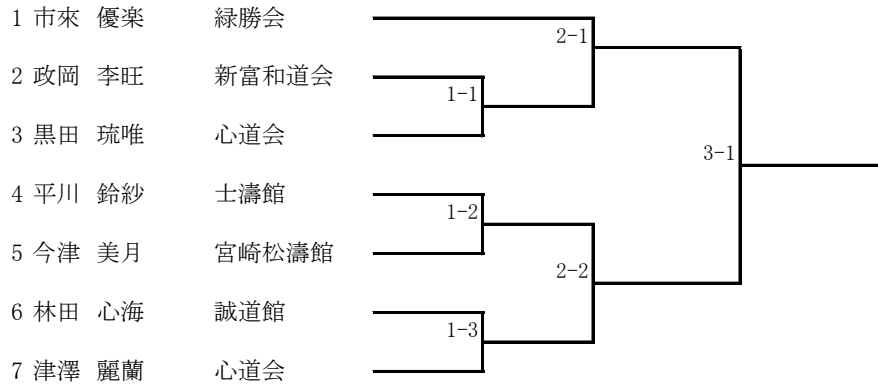 1 市來 優楽 緑勝会
2-1
2 政岡 李旺 新富和道会
1-1
3 黒田 琉唯 心道会
3-1
4 平川 鈴紗 士濤館
1-2
5 今津 美月 宮崎松濤館
2-2
6 林田 心海 誠道館
1-3
7 津澤 麗蘭 心道会